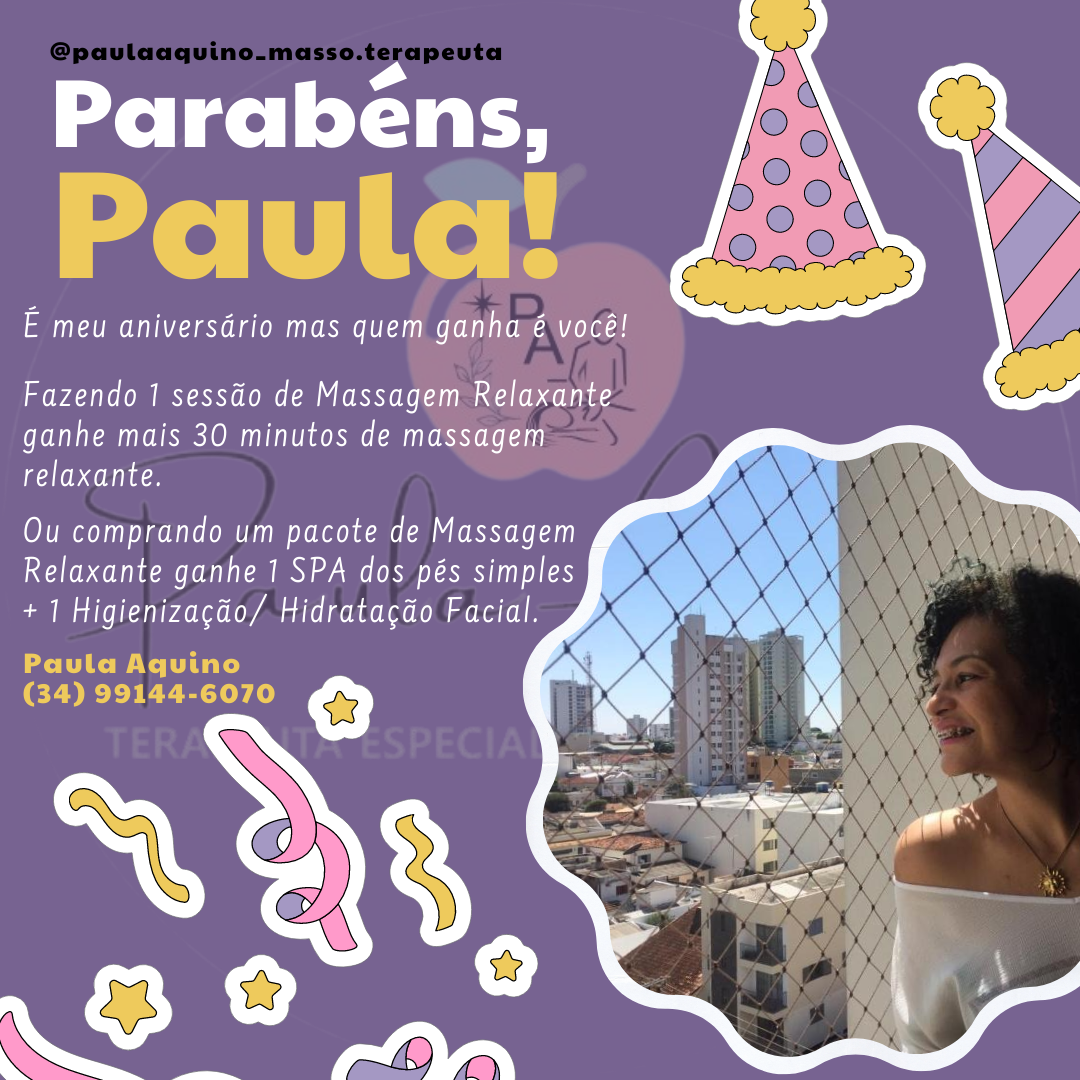 @paulaaquino_masso.terapeuta
Parabéns,
Paula!
É meu aniversário mas quem ganha é você!
Fazendo 1 sessão de Massagem Relaxante
ganhe mais 30 minutos de massagem
relaxante.
Ou comprando um pacote de Massagem
Relaxante ganhe 1 SPA dos pés simples
+ 1 Higienização/ Hidratação Facial.
Paula Aquino
(34) 99144-6070
PA
Paula